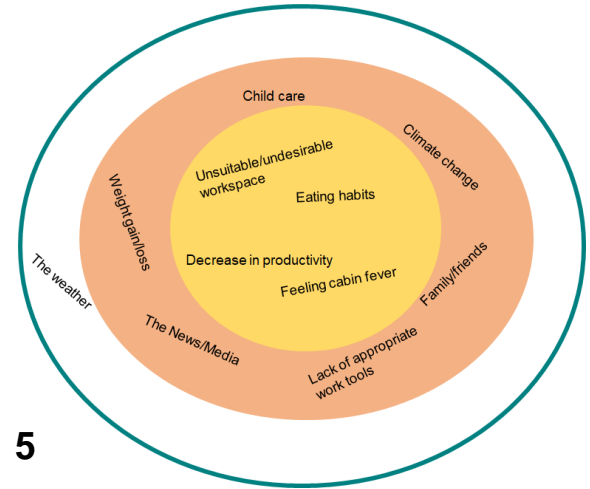 Child care
Climate change
Unsuitable/undesirable
workspace
Eating habits
Weight gain/loss
Decrease in productivity
Feeling cabin fever
Family/friends
The weather
The News/Media
Lack of appropriate
work tools
5